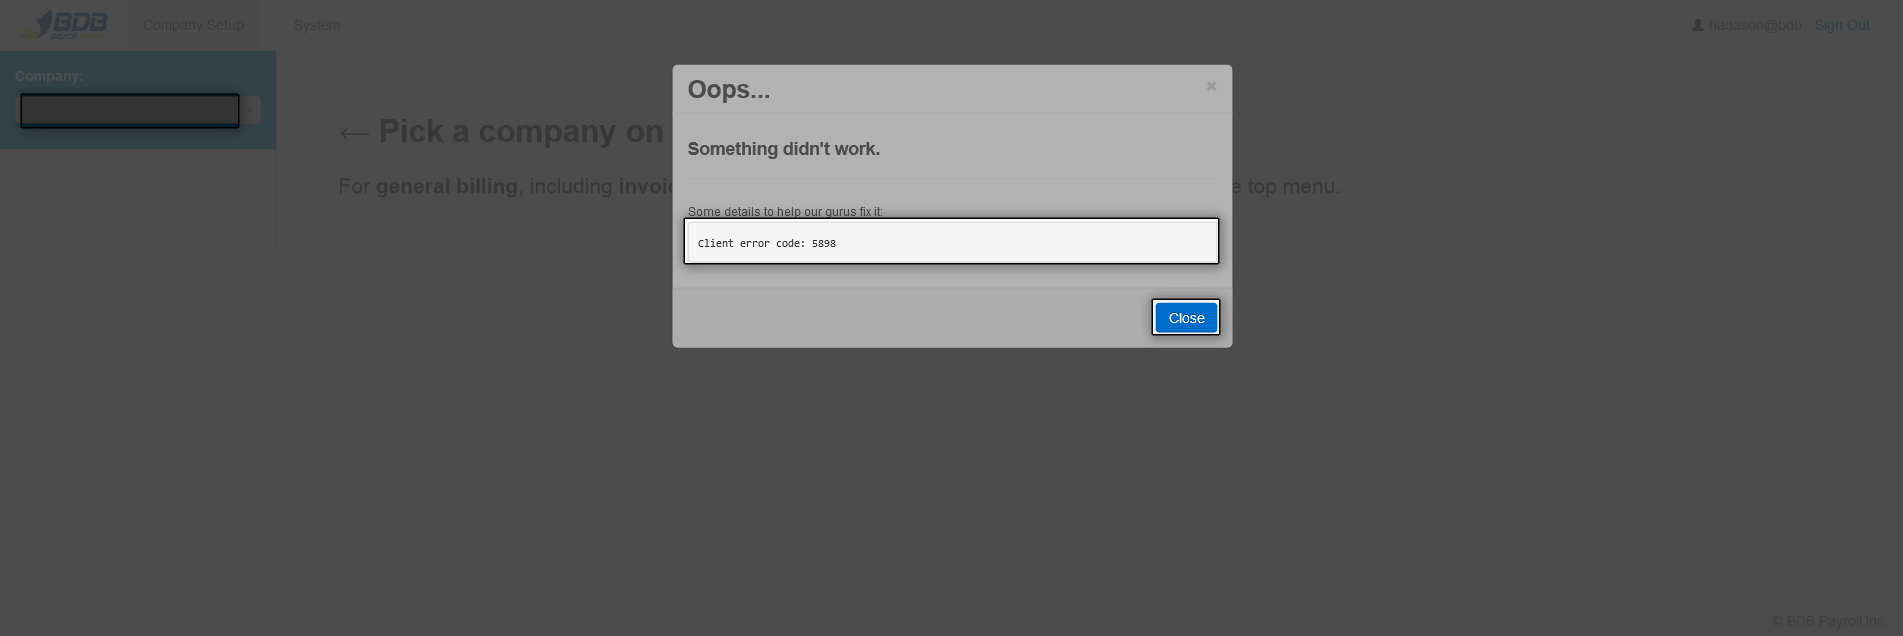 BDB
payroll
Company Setup
System
hadason@bdb
Sign Out
Company:
Oops...
×
← Pick a company on
Something didn't work.
For general billing, including
top menu.
Some details to help our gurus fix it:
Client error code: 5898
Close
© BDB Payroll Inc